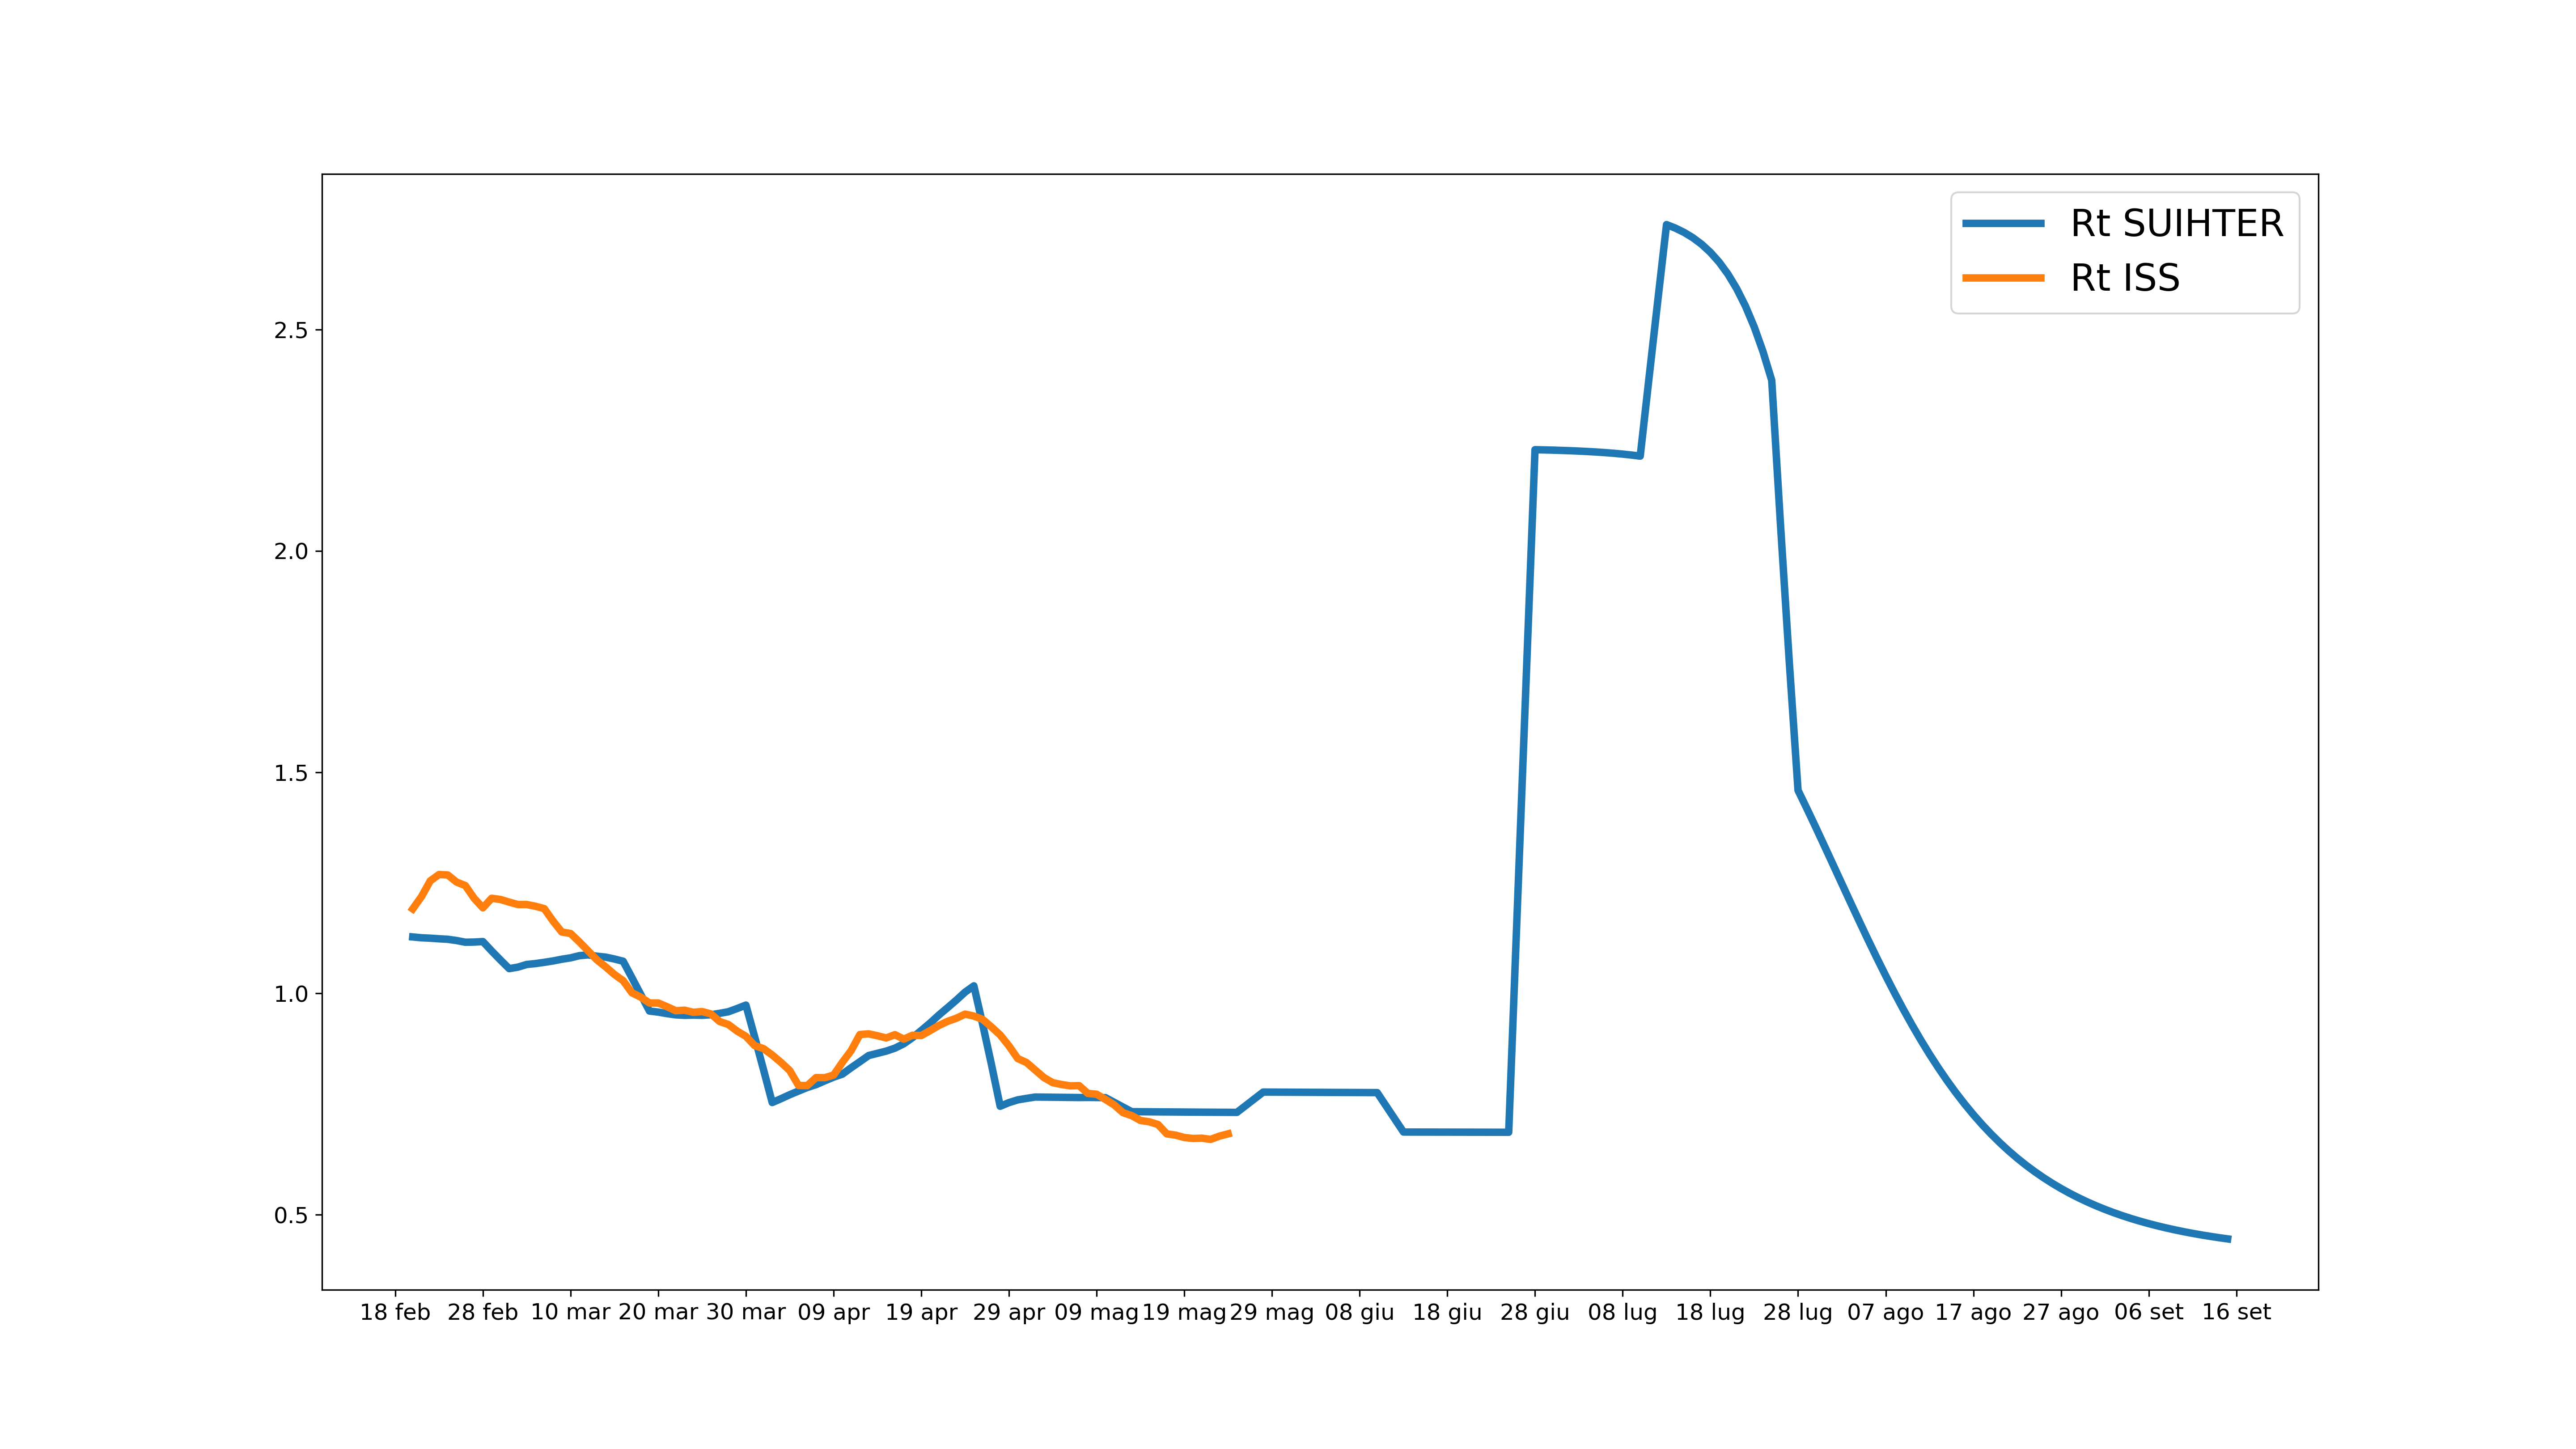 Rt SUIHTER
Rt ISS
2.5
2.0
1.5
1.0
0.5
18 feb 28 feb 10 mar 20 mar 30 mar 09 apr 19 apr 29 apr 09 mag 19 mag 29 mag 08 giu 18 giu 28 giu 08 lug 18 lug 28 lug 07 ago 17 ago 27 ago 06 set 16 set